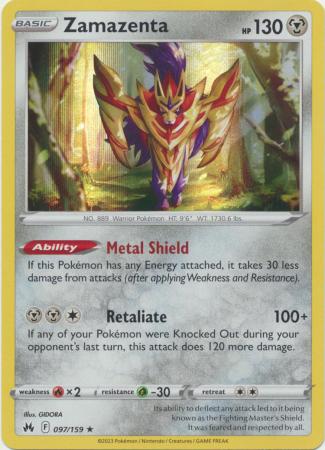 BASIC
Zamazenta
HP 130
NO. 889 Warrior Pokémon HT: 9'6" WT: 1730.6 lbs.
Ability Metal Shield
If this Pokémon has any Energy attached, it takes 30 less
damage from attacks (after applying Weakness and Resistance).
Retaliate 100+
If any of your Pokémon were Knocked Out during your
opponent's last turn, this attack does 120 more damage.
weakness ×2 resistance -30 retreat
illus. GIDORA
F 097/159 ★
Its ability to deflect any attack led to it being
known as the Fighting Master's Shield.
It was feared and respected by all.
©2023 Pokémon / Nintendo / Creatures / GAME FREAK